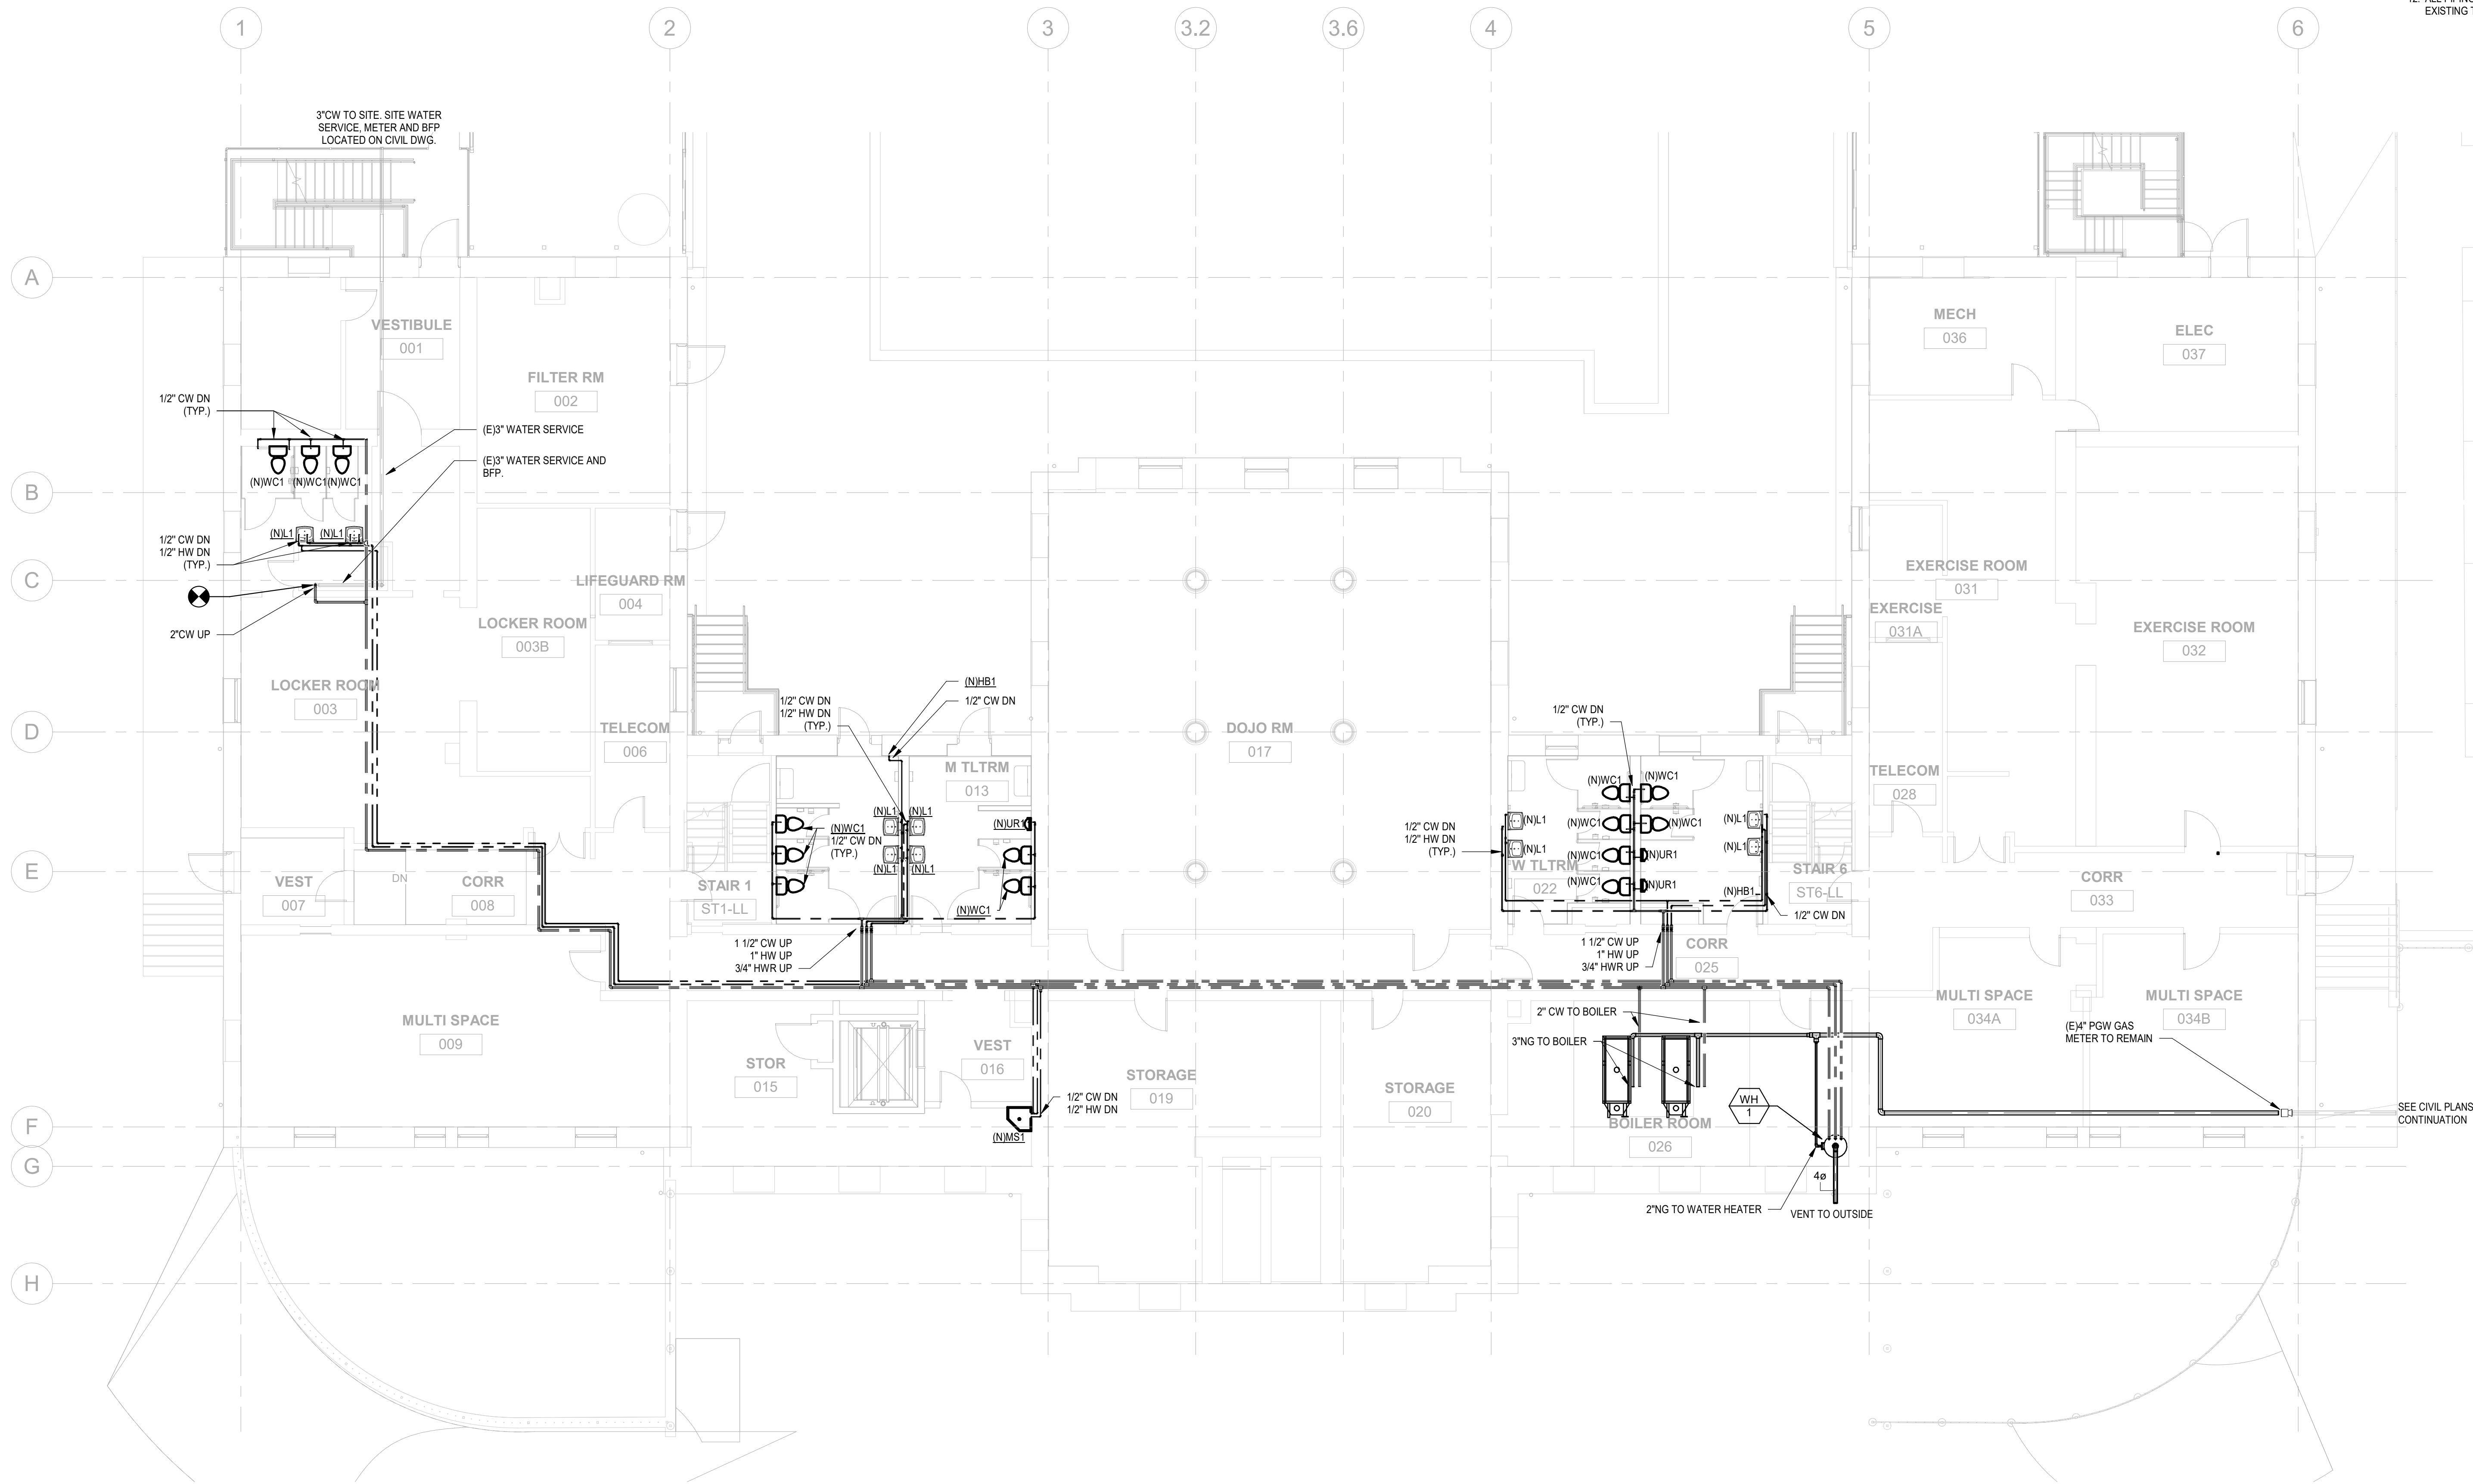 EXISTING
1
2
3
3.2
3.6
4
5
6
3"CW TO SITE. SITE WATER
SERVICE, METER AND BFP
LOCATED ON CIVIL DWG.
A
VESTIBULE
001
MECH
036
ELEC
037
FILTER RM
002
1/2" CW DN
(TYP.)
(E)3" WATER SERVICE
(E)3" WATER SERVICE AND
BFP.
(N)WC1
(N)WC1
(N)WC1
B
(N)L1
(N)L1
1/2" CW DN
1/2" HW DN
(TYP.)
C
LIFEGUARD RM
004
EXERCISE ROOM
031
EXERCISE
031A
LOCKER ROOM
003B
2"CW UP
EXERCISE ROOM
032
LOCKER ROOM
003
(N)HB1
1/2" CW DN
1/2" CW DN
1/2" HW DN
(TYP.)
1/2" CW DN
(TYP.)
D
TELECOM
006
DOJO RM
017
M TLTRM
013
TELECOM
028
(N)WC1
(N)WC1
(N)L1
(N)L1
(N)UR1
(N)WC1
1/2" CW DN
(TYP.)
1/2" CW DN
1/2" HW DN
(TYP.)
(N)L1
(N)WC1
(N)WC1
(N)L1
(N)L1
(N)L1
(N)L1
(N)WC1
(N)UR1
(N)L1
E
VEST
007
DN
CORR
008
STAIR 1
ST1-LL
W TLTRM
022
(N)WC1
(N)UR1
(N)HB1
STAIR 6
ST6-LL
CORR
033
(N)WC1
1/2" CW DN
1 1/2" CW UP
1" HW UP
3/4" HWR UP
1 1/2" CW UP
1" HW UP
3/4" HWR UP
CORR
025
MULTI SPACE
009
MULTI SPACE
034A
MULTI SPACE
034B
2" CW TO BOILER
3"NG TO BOILER
(E)4" PGW GAS
METER TO REMAIN
STOR
015
VEST
016
STORAGE
019
STORAGE
020
1/2" CW DN
1/2" HW DN
WH
1
SEE CIVIL PLANS
CONTINUATION
F
(N)MS1
BOILER ROOM
026
G
4ø
2"NG TO WATER HEATER
VENT TO OUTSIDE
H